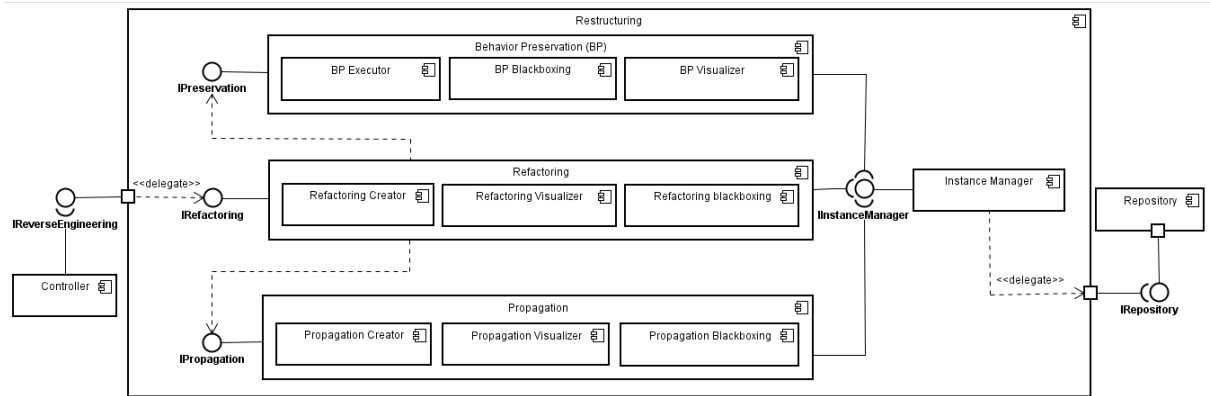 Restructuring
Behavior Preservation (BP)
BP Executor
BP Blackboxing
BP Visualizer
IPreservation
<<delegate>>
Refactoring
Refactoring Creator
Refactoring Visualizer
Refactoring blackboxing
Instance Manager
Repository
IReverseEngineering
IRefactoring
IInstanceManager
Controller
<<delegate>>
Propagation
Propagation Creator
Propagation Visualizer
Propagation Blackboxing
IRepository
IPropagation